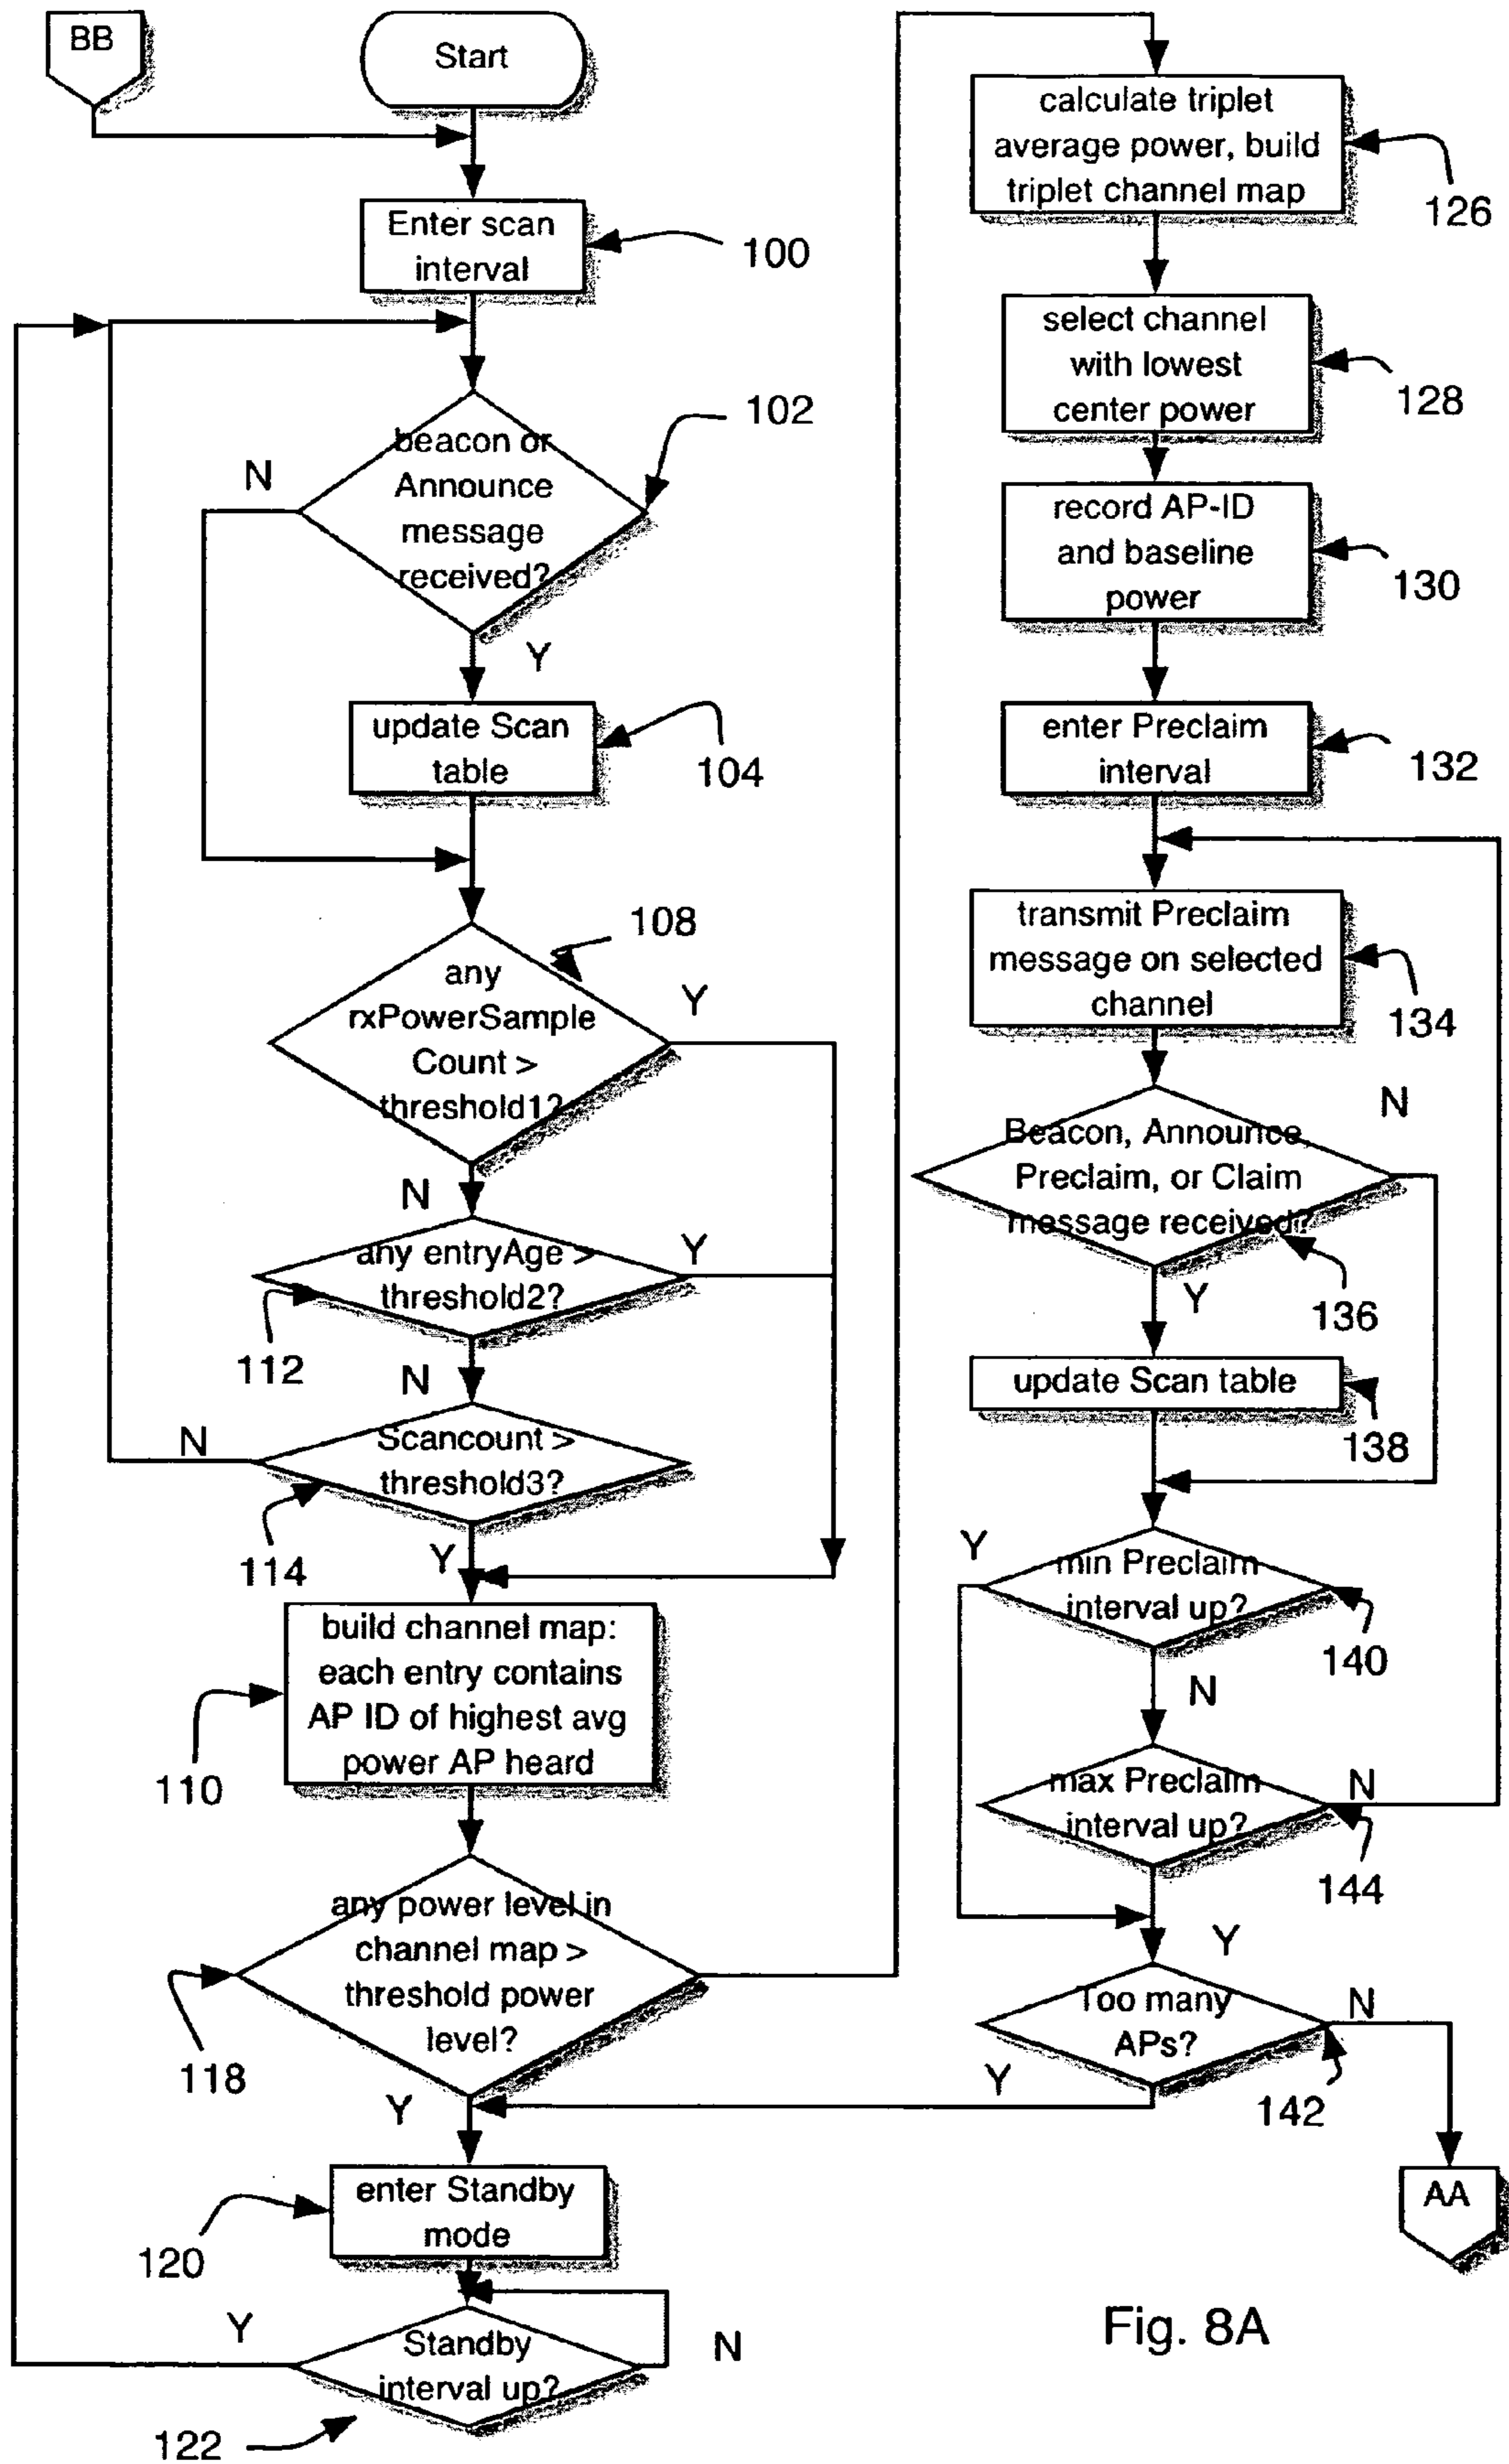 BB
Start
Enter scan
interval
100
beacon or
Announce
message
received?
102
N
Y
update Scan
table
104
any
rxPowerSample
Count >
threshold1?
108
Y
N
any entryAge >
threshold2?
Y
112
N
Scancount >
threshold3?
N
114
Y
build channel map:
each entry contains
AP ID of highest avg
power AP heard
110
any power level in
channel map >
threshold power
level?
118
Y
enter Standby
mode
120
Standby
interval up?
Y
N
122
calculate triplet
average power, build
triplet channel map
126
select channel
with lowest
center power
128
record AP-ID
and baseline
power
130
enter Preclaim
interval
132
transmit Preclaim
message on selected
channel
134
Beacon, Announce,
Preclaim, or Claim
message received?
N
136
Y
update Scan table
138
min Preclaim
interval up?
Y
140
N
max Preclaim
interval up?
N
144
Y
Too many
APs?
N
Y
142
AA
Fig. 8A